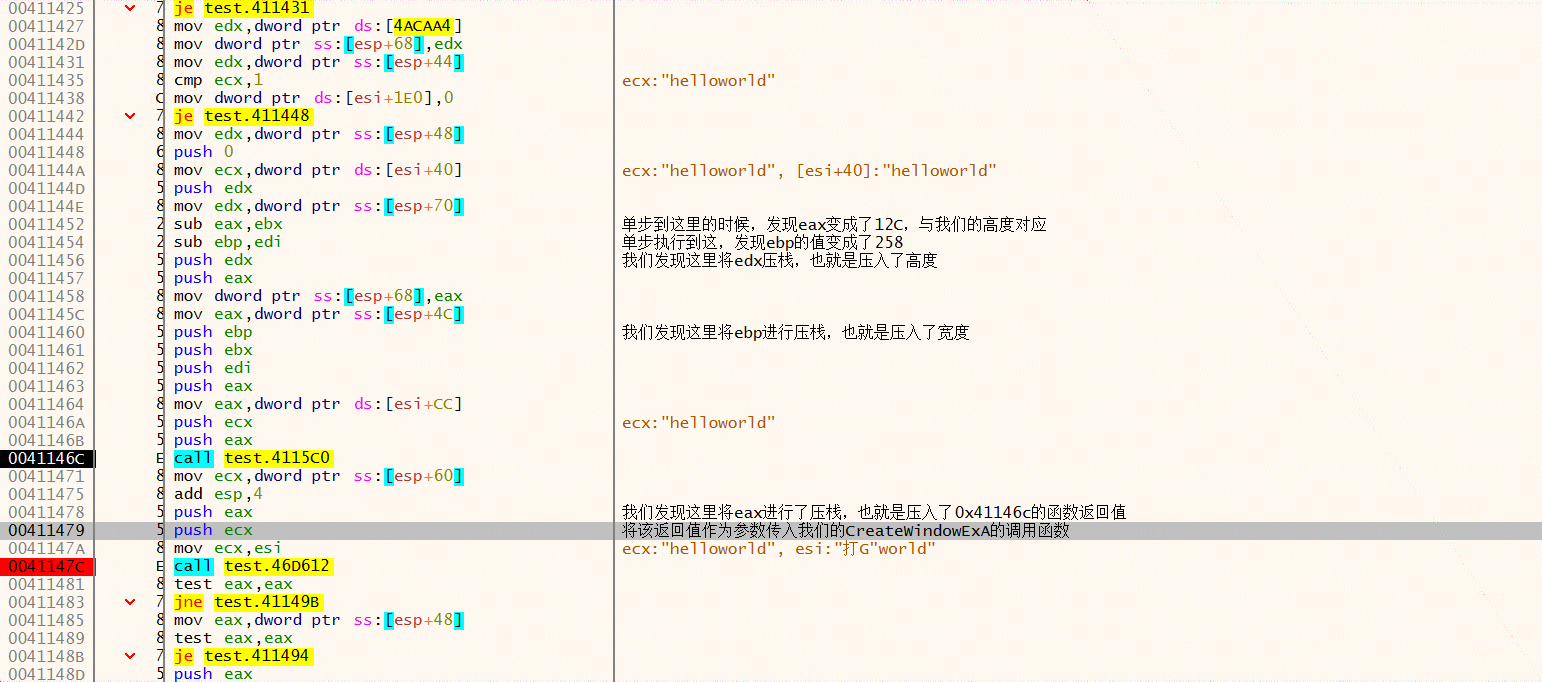 00411425 7 je test.411431
00411427 8 mov edx,dword ptr ds:[4ACAA4]
0041142D 8 mov dword ptr ss:[esp+68],edx
00411431 8 mov edx,dword ptr ss:[esp+44]
00411435 8 cmp ecx,1 ecx:"helloworld"
00411438 C mov dword ptr ds:[esi+1E0],0
00411442 7 je test.411448
00411444 8 mov edx,dword ptr ss:[esp+48]
00411448 6 push 0
0041144A 8 mov ecx,dword ptr ds:[esi+40] ecx:"helloworld", [esi+40]:"helloworld"
0041144D 5 push edx
0041144E 8 mov edx,dword ptr ss:[esp+70]
00411452 2 sub eax,ebx 单步到这里的时候，发现eax变成了12C，与我们的高度对应
00411454 2 sub ebp,edi 单步执行到这，发现ebp的值变成了258
00411456 5 push edx 我们发现这里将edx压栈，也就是压入了高度
00411457 5 push eax
00411458 8 mov dword ptr ss:[esp+68],eax
0041145C 8 mov eax,dword ptr ss:[esp+4C]
00411460 5 push ebp 我们发现这里将ebp进行压栈，也就是压入了宽度
00411461 5 push ebx
00411462 5 push edi
00411463 5 push eax
00411464 8 mov eax,dword ptr ds:[esi+CC]
0041146A 5 push ecx ecx:"helloworld"
0041146B 5 push eax
0041146C E call test.4115C0
00411471 8 mov ecx,dword ptr ss:[esp+60]
00411475 8 add esp,4
00411478 5 push eax 我们发现这里将eax进行了压栈，也就是压入了0x41146c的函数返回值
00411479 5 push ecx 将该返回值作为参数传入我们的CreateWindowExA的调用函数
0041147A 8 mov ecx,esi ecx:"helloworld", esi:"打G"world"
0041147C E call test.46D612
00411481 8 test eax,eax
00411483 7 jne test.41149B
00411485 8 mov eax,dword ptr ss:[esp+48]
00411489 8 test eax,eax
0041148B 7 je test.411494
0041148D 5 push eax